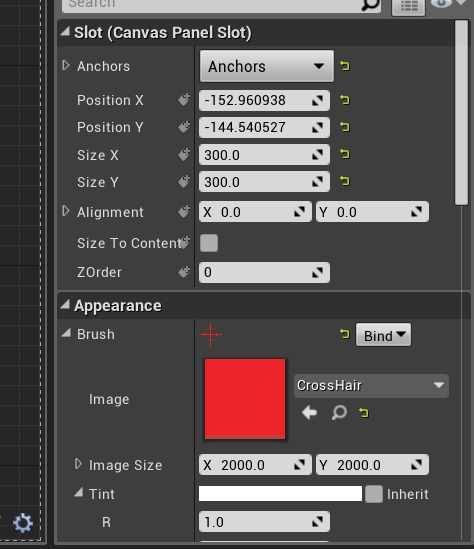 Search
Slot (Canvas Panel Slot)
Anchors Anchors
Position X -152.960938
Position Y -144.540527
Size X 300.0
Size Y 300.0
Alignment X 0.0 Y 0.0
Size To Content
ZOrder 0
Appearance
Brush Bind
Image CrossHair
Image Size X 2000.0 Y 2000.0
Tint Inherit
R 1.0